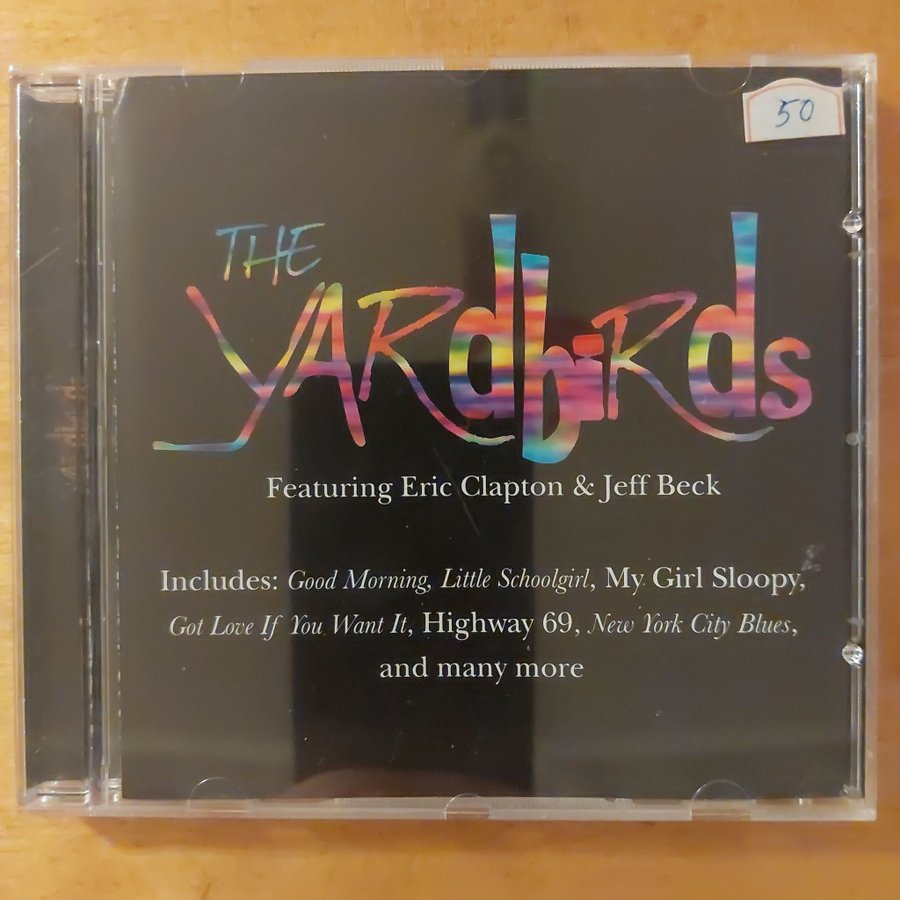 50
THE
YARdbiRds
Featuring Eric Clapton & Jeff Beck
Includes: Good Morning, Little Schoolgirl, My Girl Sloopy,
Got Love If You Want It, Highway 69, New York City Blues,
and many more